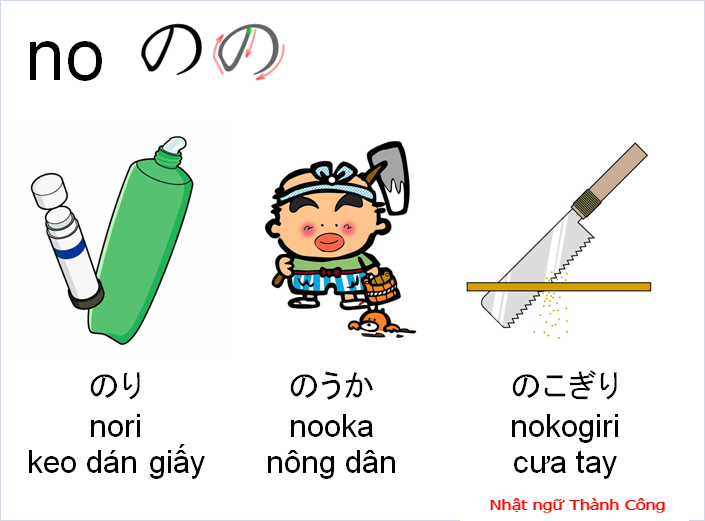 no のの
のり のうか のこぎり
nori nooka nokogiri
keo dán giấy nông dân cưa tay
Nhật ngữ Thành Công